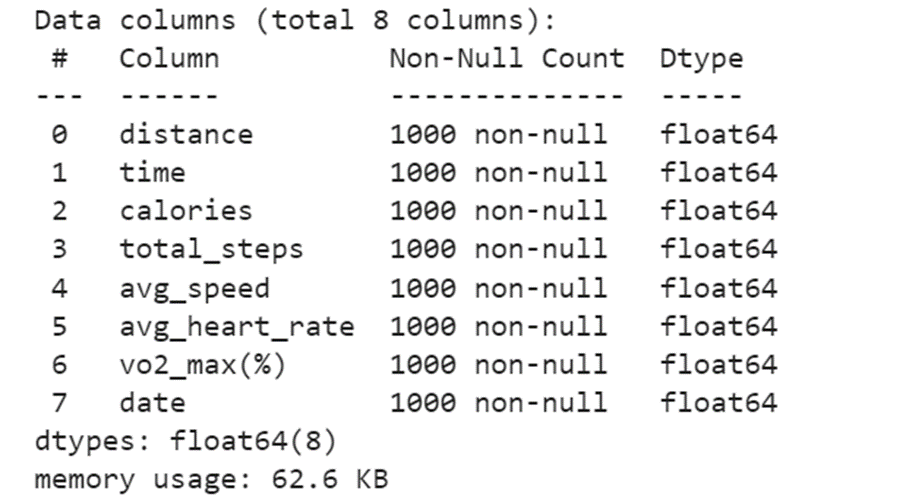 Data columns (total 8 columns):
 #   Column          Non-Null Count  Dtype
---  ------          --------------  -----
 0   distance        1000 non-null   float64
 1   time            1000 non-null   float64
 2   calories        1000 non-null   float64
 3   total_steps     1000 non-null   float64
 4   avg_speed       1000 non-null   float64
 5   avg_heart_rate  1000 non-null   float64
 6   vo2_max(%)      1000 non-null   float64
 7   date            1000 non-null   float64
dtypes: float64(8)
memory usage: 62.6 KB